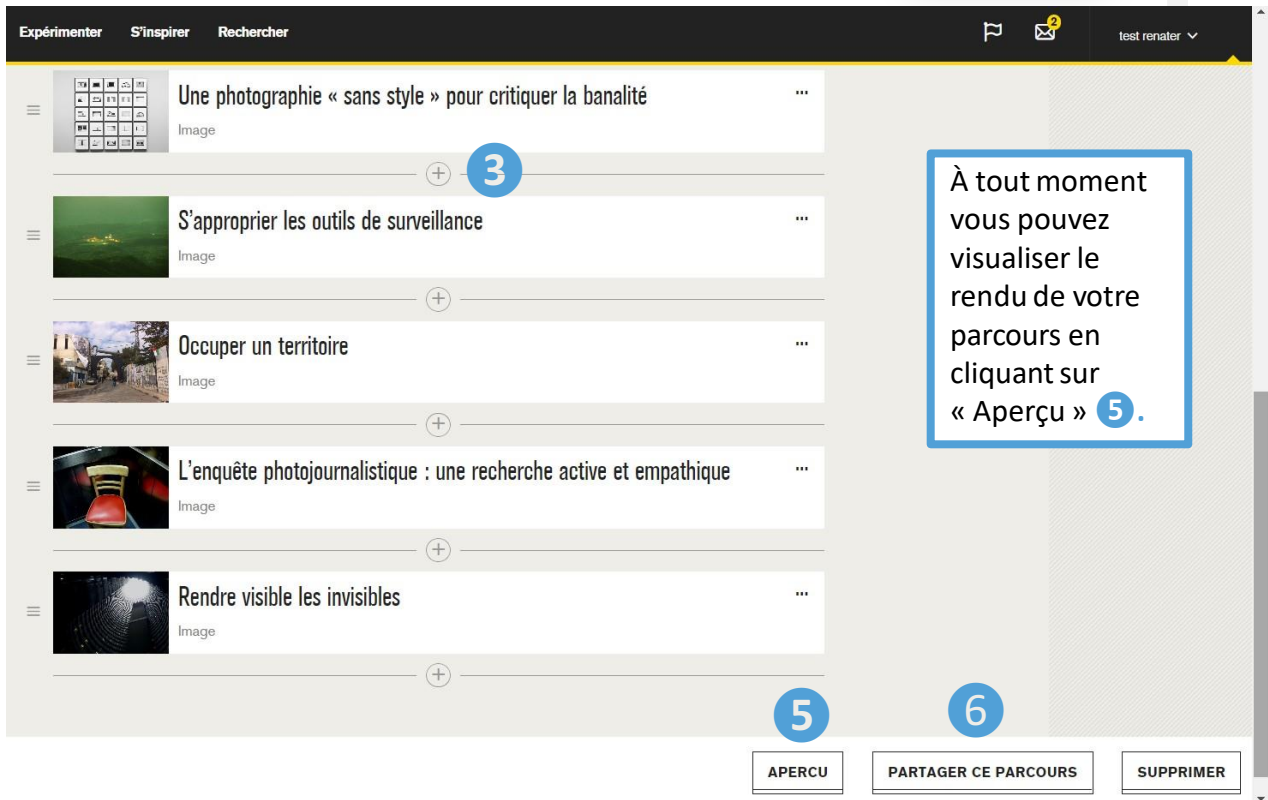 Expérimenter S'inspirer Rechercher 2 test renater
Une photographie « sans style » pour critiquer la banalité ...
Image
3
S'approprier les outils de surveillance ...
Image
Occuper un territoire ...
Image
L'enquête photojournalistique : une recherche active et empathique ...
Image
Rendre visible les invisibles ...
Image
À tout moment
vous pouvez
visualiser le
rendu de votre
parcours en
cliquant sur
« Aperçu » 5.
5 6
APERCU PARTAGER CE PARCOURS SUPPRIMER